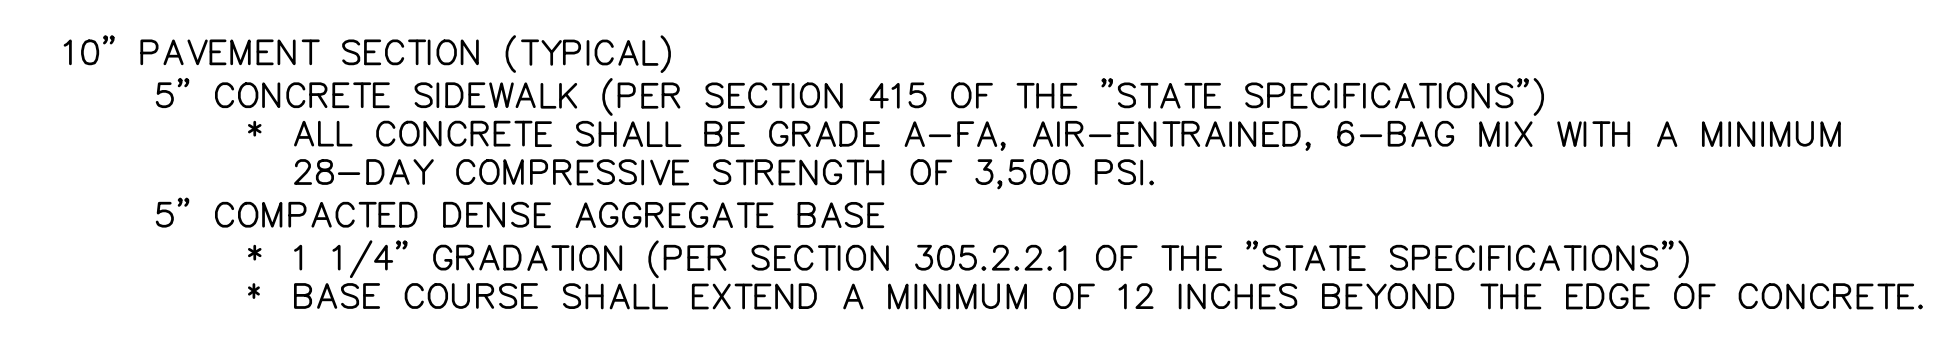 10” PAVEMENT SECTION (TYPICAL)
5” CONCRETE SIDEWALK (PER SECTION 415 OF THE ”STATE SPECIFICATIONS”)
* ALL CONCRETE SHALL BE GRADE A–FA, AIR–ENTRAINED, 6–BAG MIX WITH A MINIMUM
28–DAY COMPRESSIVE STRENGTH OF 3,500 PSI.
5” COMPACTED DENSE AGGREGATE BASE
* 1 1/4” GRADATION (PER SECTION 305.2.2.1 OF THE ”STATE SPECIFICATIONS”)
* BASE COURSE SHALL EXTEND A MINIMUM OF 12 INCHES BEYOND THE EDGE OF CONCRETE.